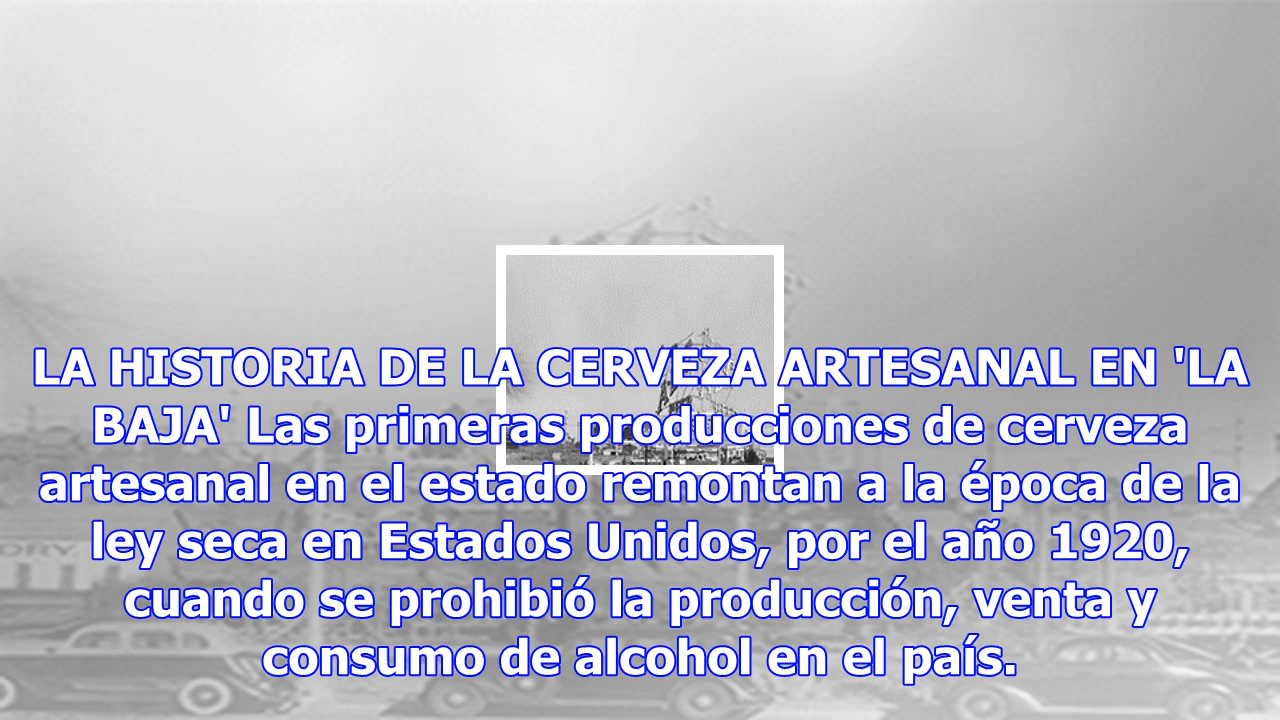 LA HISTORIA DE LA CERVEZA ARTESANAL EN 'LA
BAJA' Las primeras producciones de cerveza
artesanal en el estado remontan a la época de la
ley seca en Estados Unidos, por el año 1920,
cuando se prohibió la producción, venta y
consumo de alcohol en el país.